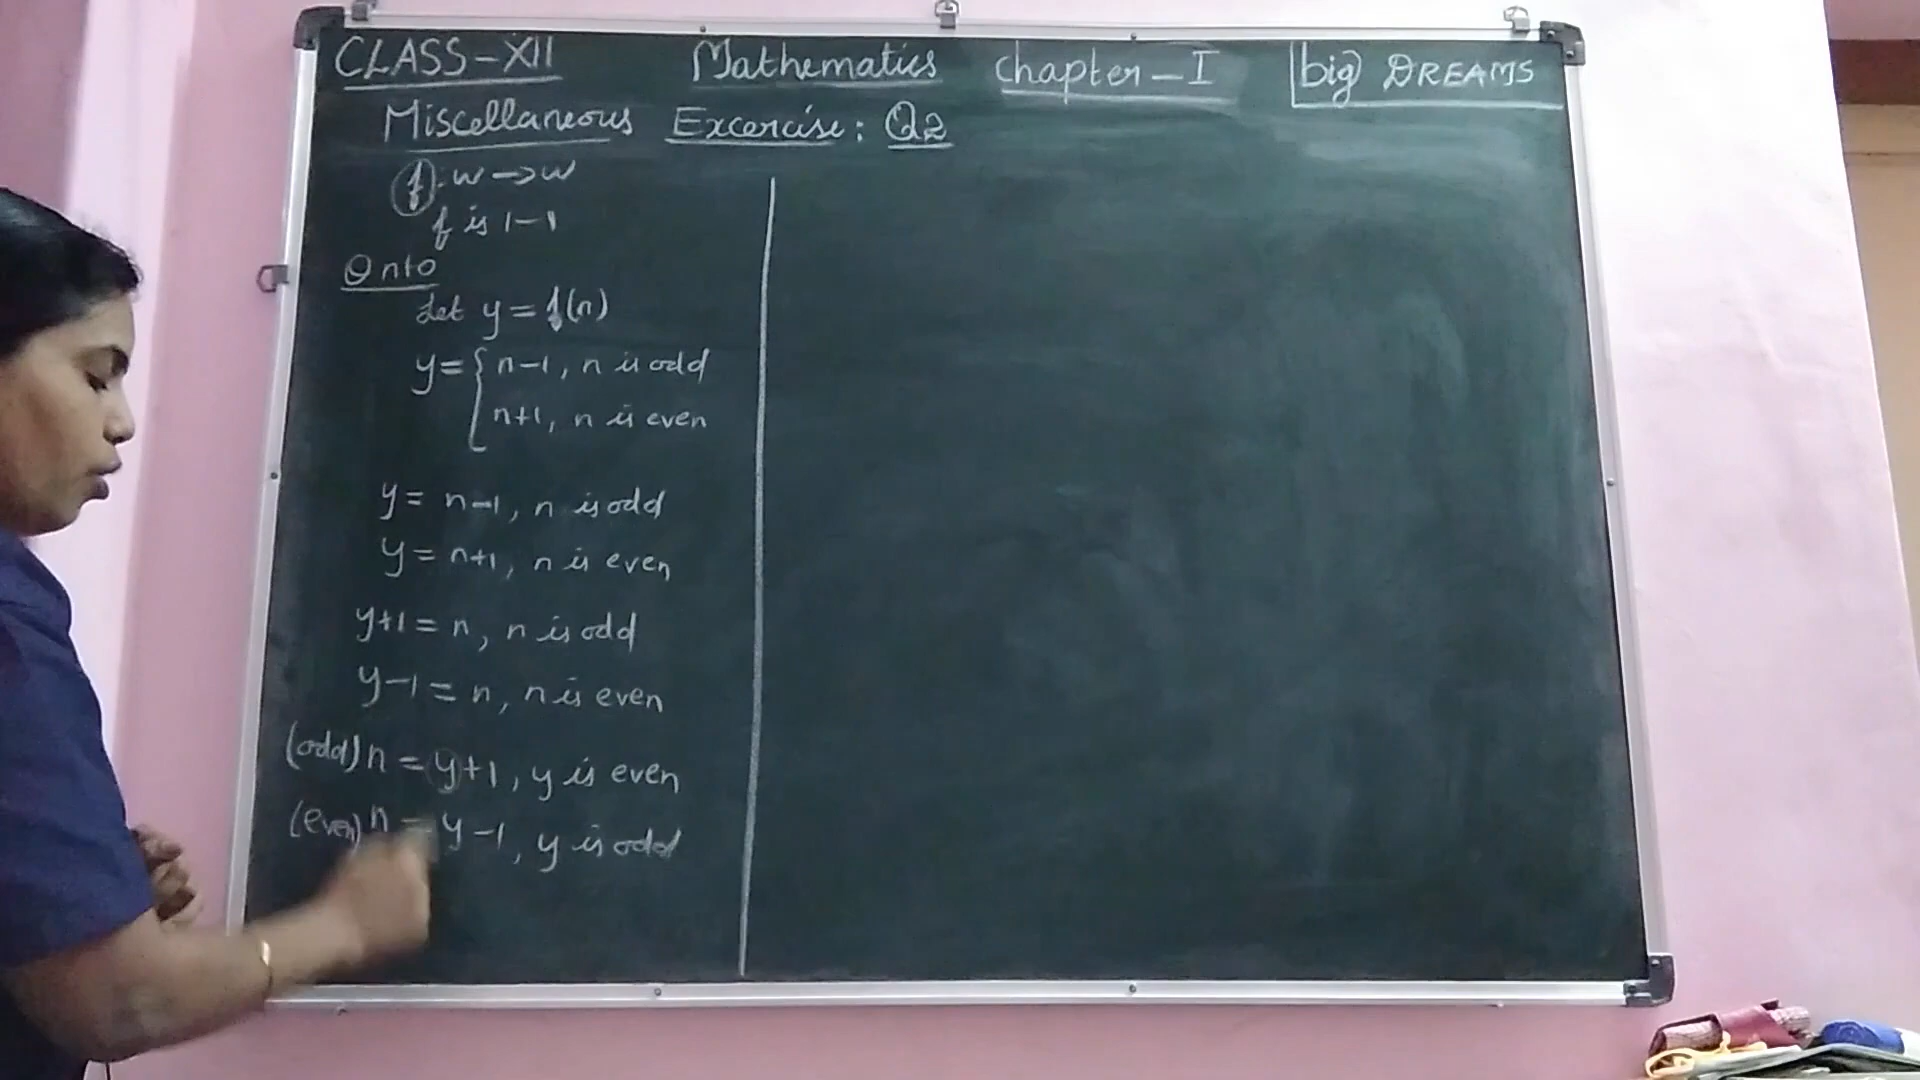 CLASS-XII Mathematics Chapter-I big DREAMS
Miscellaneous Excercise: Q2
f: W→W
f is 1-1
Onto
Let y = f(n)
y = { n-1, n is odd
n+1, n is even
y = n-1, n is odd
y = n+1, n is even
y+1 = n, n is odd
y-1 = n, n is even
(odd) n = y+1, y is even
(even) n = y-1, y is odd